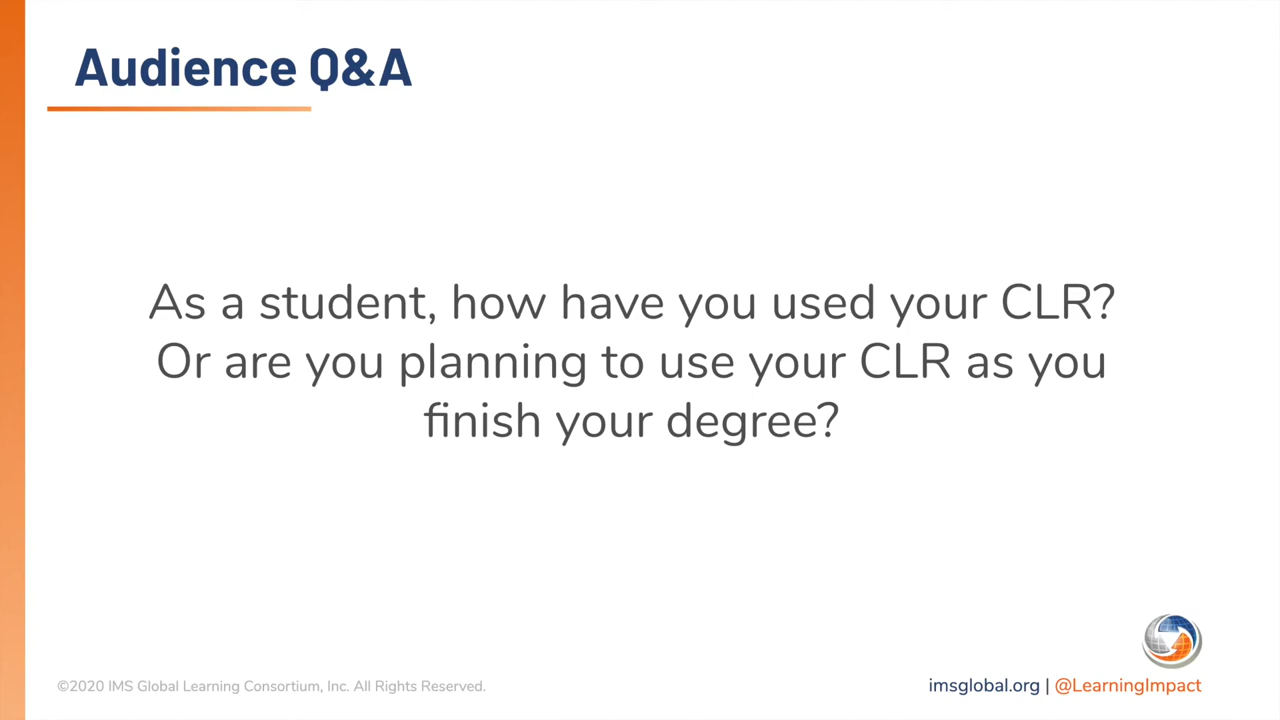 Audience Q&A
As a student, how have you used your CLR?
Or are you planning to use your CLR as you
finish your degree?
©2020 IMS Global Learning Consortium, Inc. All Rights Reserved.
imsglobal.org | @LearningImpact